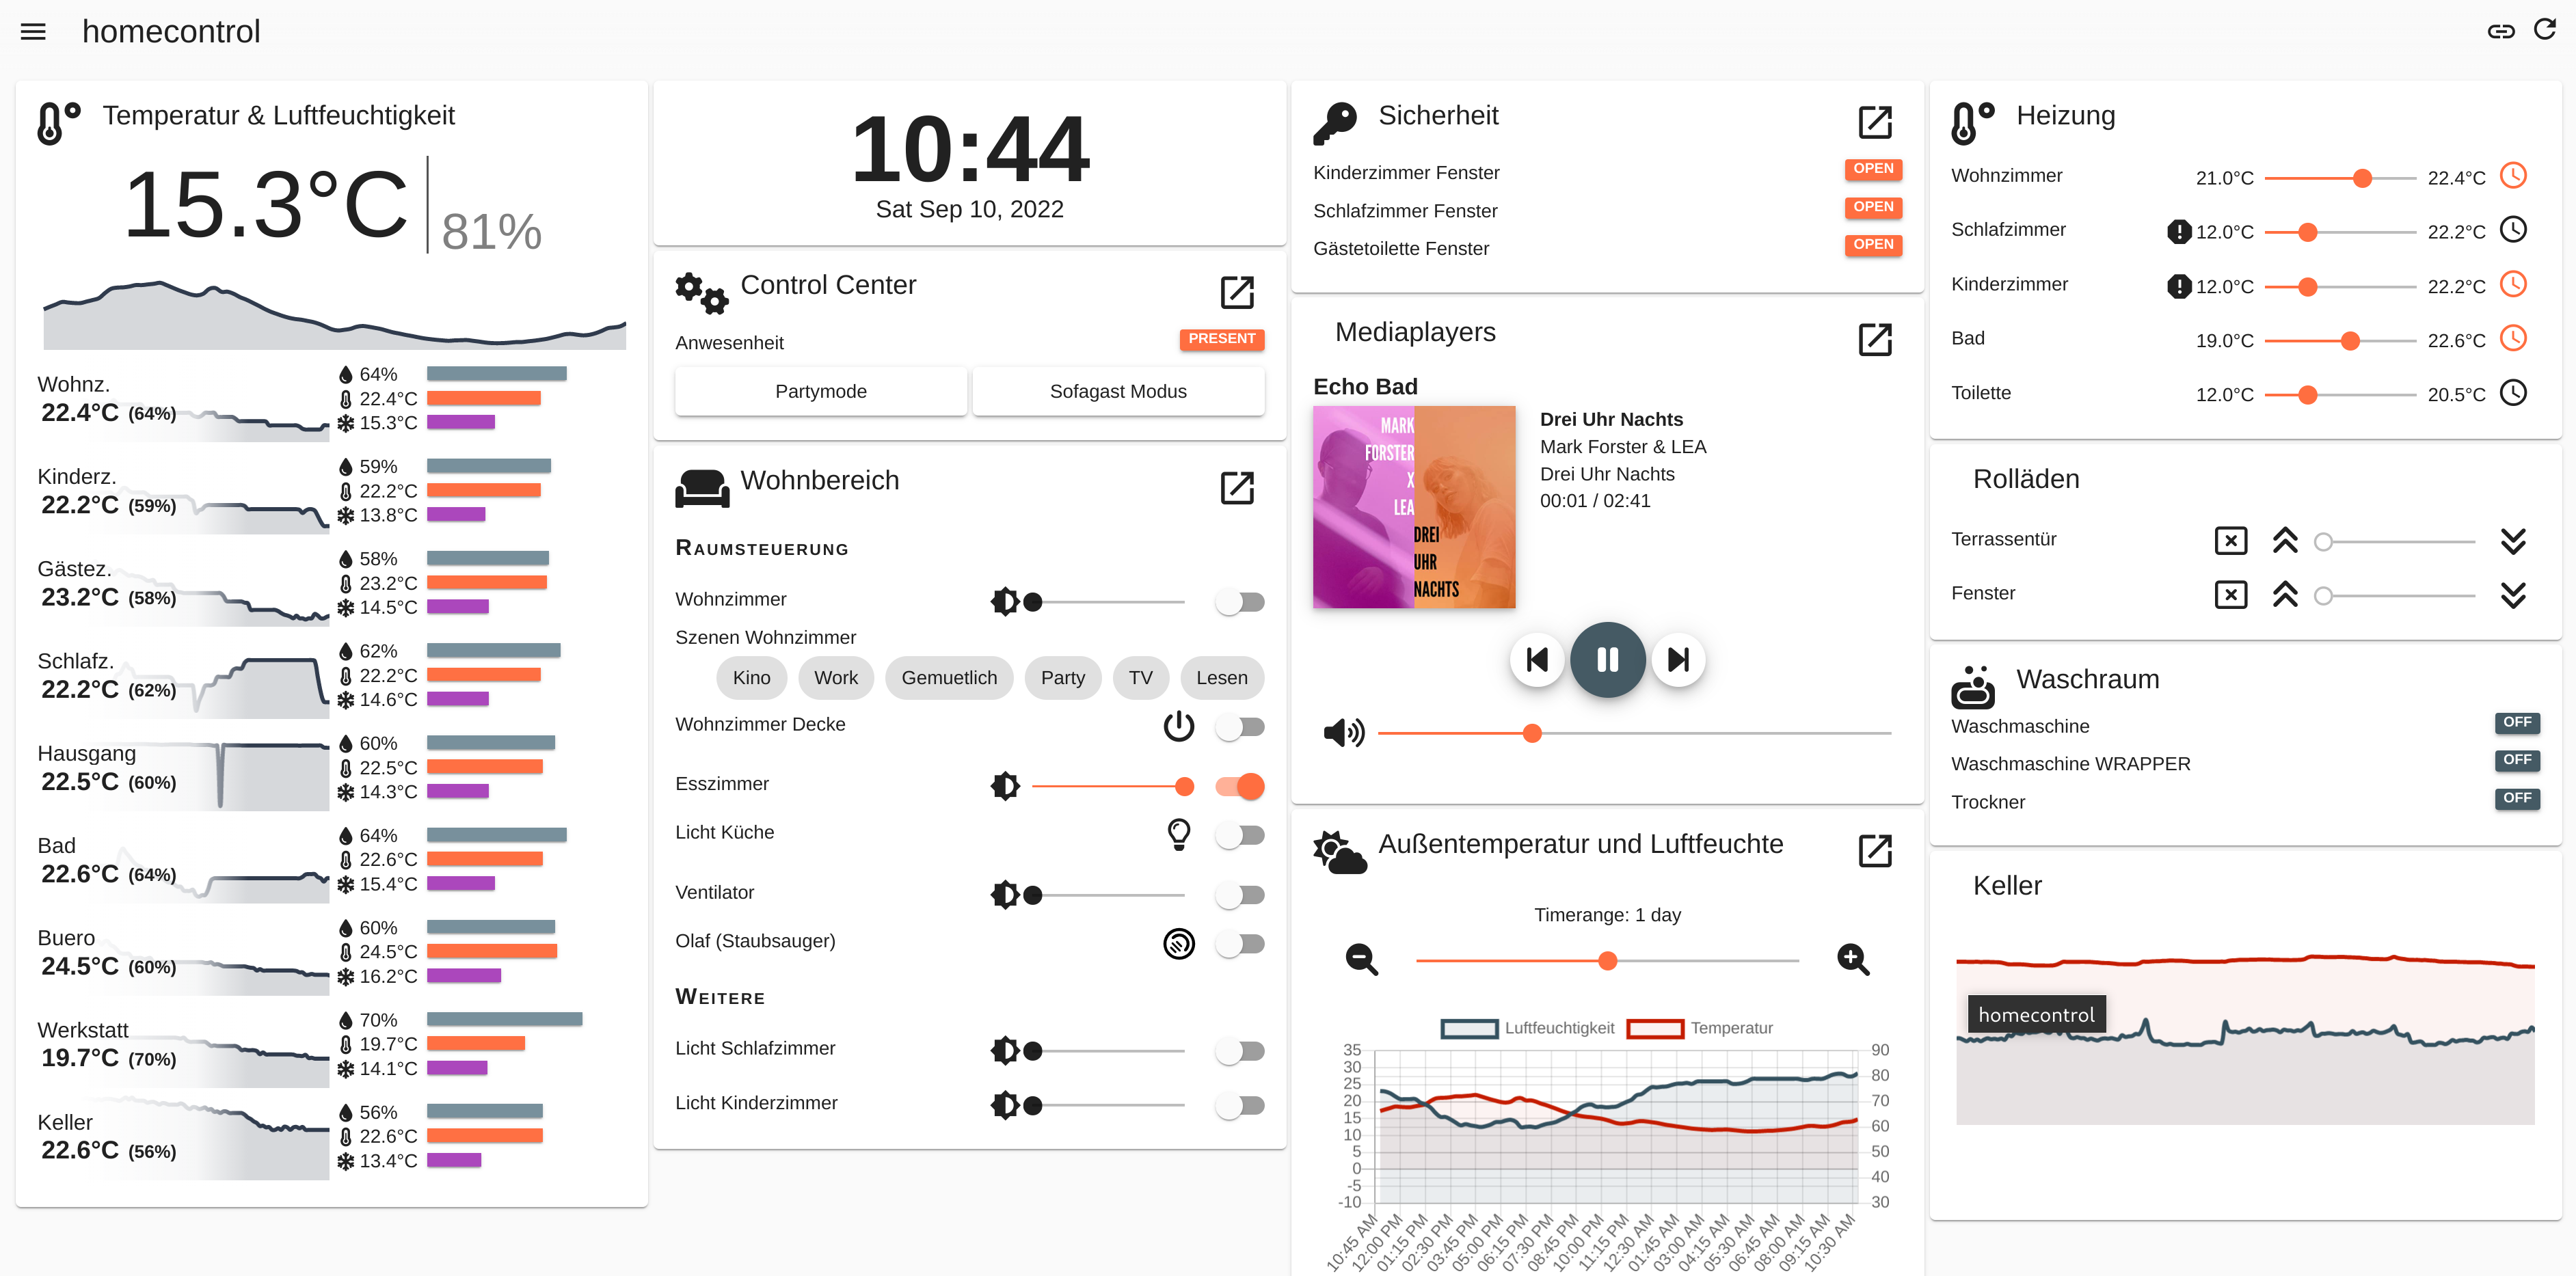 homecontrol
Temperatur & Luftfeuchtigkeit
15.3°C
81%
Wohnz.
22.4°C (64%)
64%
22.4°C
15.3°C
Kinderz.
22.2°C (59%)
59%
22.2°C
13.8°C
Gästez.
23.2°C (58%)
58%
23.2°C
14.5°C
Schlafz.
22.2°C (62%)
62%
22.2°C
14.6°C
Hausgang
22.5°C (60%)
60%
22.5°C
14.3°C
Bad
22.6°C (64%)
64%
22.6°C
15.4°C
Buero
24.5°C (60%)
60%
24.5°C
16.2°C
Werkstatt
19.7°C (70%)
70%
19.7°C
14.1°C
Keller
22.6°C (56%)
56%
22.6°C
13.4°C
10:44
Sat Sep 10, 2022
Control Center
Anwesenheit PRESENT
Partymode Sofagast Modus
Wohnbereich
RAUMSTEUERUNG
Wohnzimmer
Szenen Wohnzimmer
Kino Work Gemuetlich Party TV Lesen
Wohnzimmer Decke
Esszimmer
Licht Küche
Ventilator
Olaf (Staubsauger)
WEITERE
Licht Schlafzimmer
Licht Kinderzimmer
Sicherheit
Kinderzimmer Fenster OPEN
Schlafzimmer Fenster OPEN
Gästetoilette Fenster OPEN
Mediaplayers
Echo Bad
MARK
FORSTER
X
LEA
DREI
UHR
NACHTS
Drei Uhr Nachts
Mark Forster & LEA
Drei Uhr Nachts
00:01 / 02:41
Außentemperatur und Luftfeuchte
Timerange: 1 day
Luftfeuchtigkeit Temperatur
35 90
30
25 80
20 70
15
10 60
5 50
0
-5 40
-10 30
10:45 AM 12:00 PM 01:15 PM 02:30 PM 03:45 PM 05:00 PM 06:15 PM 07:30 PM 08:45 PM 10:00 PM 11:15 PM 12:30 AM 01:45 AM 03:00 AM 04:15 AM 05:30 AM 06:45 AM 08:00 AM 09:15 AM 10:30 AM
Heizung
Wohnzimmer 21.0°C 22.4°C
Schlafzimmer 12.0°C 22.2°C
Kinderzimmer 12.0°C 22.2°C
Bad 19.0°C 22.6°C
Toilette 12.0°C 20.5°C
Rolläden
Terrassentür
Fenster
Waschraum
Waschmaschine OFF
Waschmaschine WRAPPER OFF
Trockner OFF
Keller
homecontrol